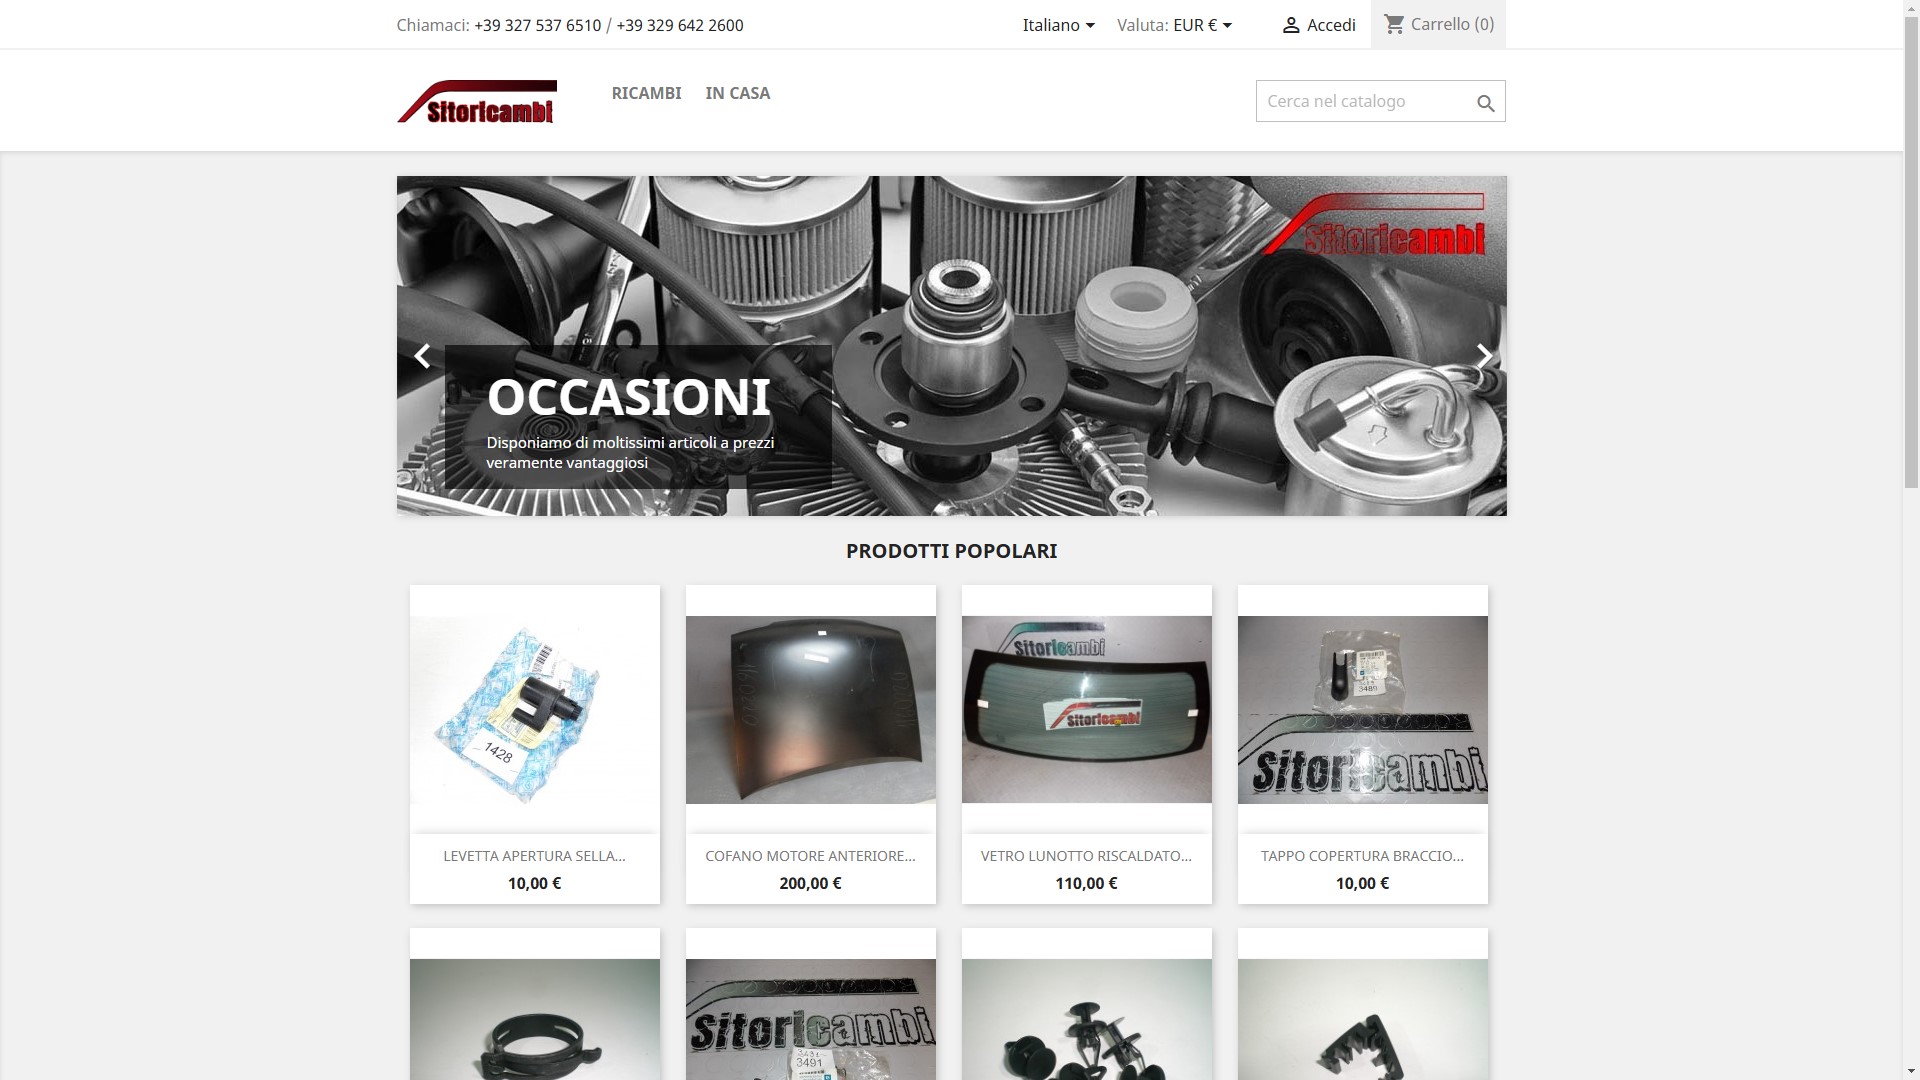 Chiamaci: +39 327 537 6510 / +39 329 642 2600
Italiano
Valuta: EUR €
Accedi
Carrello (0)
Sitoricambi
RICAMBI
IN CASA
Cerca nel catalogo
Sitoricambi
OCCASIONI
Disponiamo di moltissimi articoli a prezzi
veramente vantaggiosi
PRODOTTI POPOLARI
1428
Sitoricambi
Sitoricambi
3489
Sitoricambi
LEVETTA APERTURA SELLA...
10,00 €
COFANO MOTORE ANTERIORE...
200,00 €
VETRO LUNOTTO RISCALDATO...
110,00 €
TAPPO COPERTURA BRACCIO...
10,00 €
Sitoricambi
3491
3491